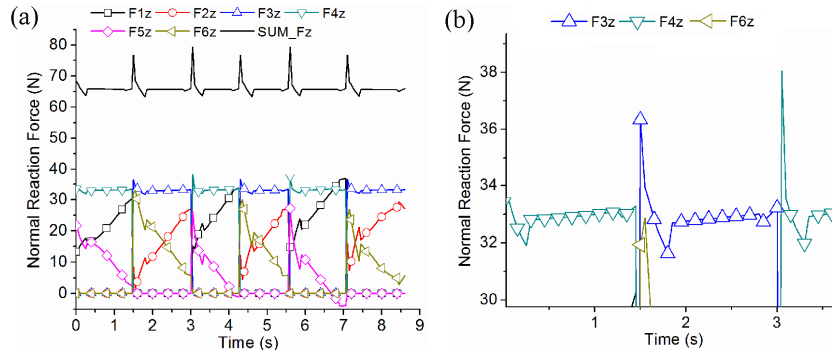 (a)
F1z F2z F3z F4z
F5z F6z SUM_Fz
Normal Reaction Force (N)
80
70
60
50
40
30
20
10
0
0 1 2 3 4 5 6 7 8 9
Time (s)
(b)
F3z F4z F6z
Normal Reaction Force (N)
38
36
34
32
30
1 2 3
Time (s)